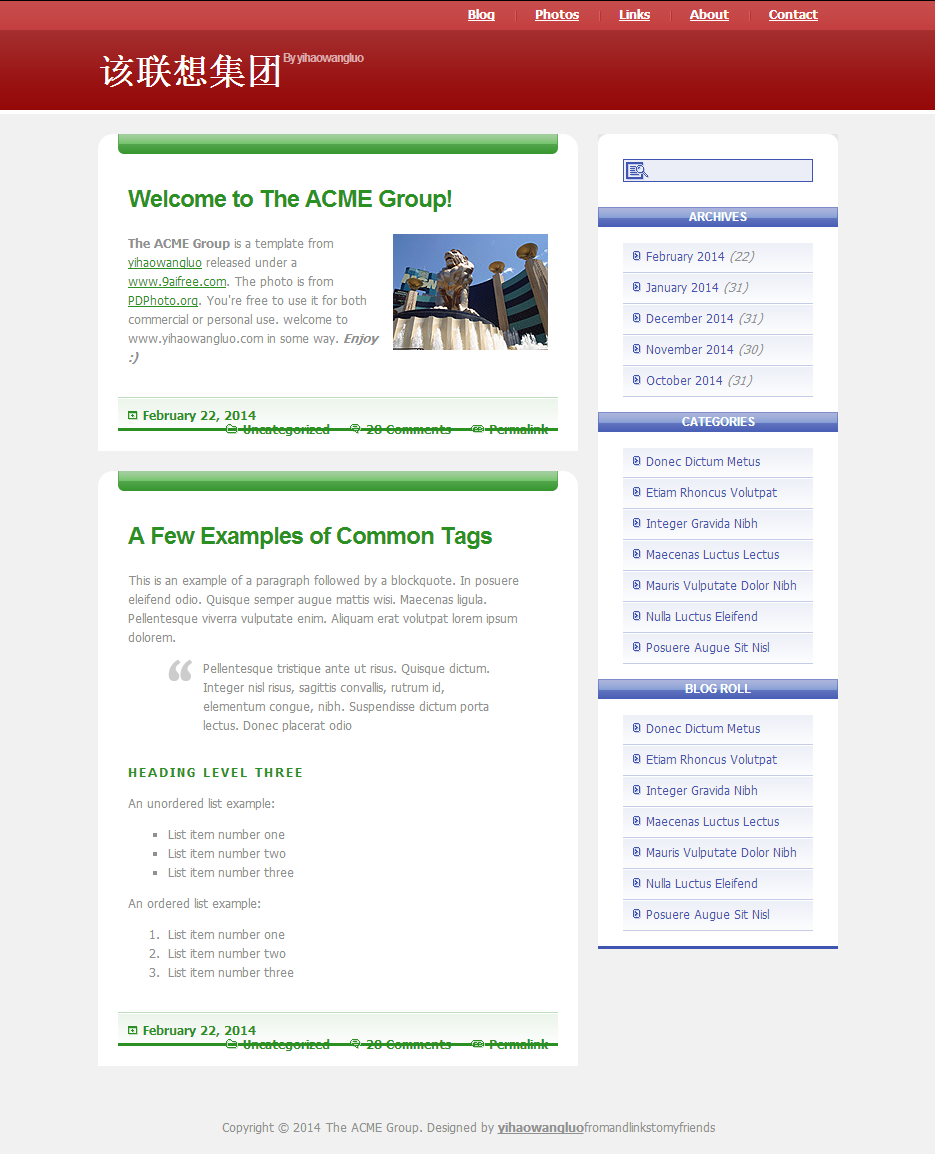 Blog Photos Links About Contact
该联想集团 By yihaowangluo
Welcome to The ACME Group!
The ACME Group is a template from
yihaowangluo released under a
www.9aifree.com. The photo is from
PDPhoto.org. You're free to use it for both
commercial or personal use. welcome to
www.yihaowangluo.com in some way. Enjoy
:)
February 22, 2014
Uncategorized 28 Comments Permalink
A Few Examples of Common Tags
This is an example of a paragraph followed by a blockquote. In posuere
eleifend odio. Quisque semper augue mattis wisi. Maecenas ligula.
Pellentesque viverra vulputate enim. Aliquam erat volutpat lorem ipsum
dolorem.
Pellentesque tristique ante ut risus. Quisque dictum.
Integer nisl risus, sagittis convallis, rutrum id,
elementum congue, nibh. Suspendisse dictum porta
lectus. Donec placerat odio
HEADING LEVEL THREE
An unordered list example:
List item number one
List item number two
List item number three
An ordered list example:
1. List item number one
2. List item number two
3. List item number three
February 22, 2014
Uncategorized 28 Comments Permalink
ARCHIVES
February 2014 (22)
January 2014 (31)
December 2014 (31)
November 2014 (30)
October 2014 (31)
CATEGORIES
Donec Dictum Metus
Etiam Rhoncus Volutpat
Integer Gravida Nibh
Maecenas Luctus Lectus
Mauris Vulputate Dolor Nibh
Nulla Luctus Eleifend
Posuere Augue Sit Nisl
BLOG ROLL
Donec Dictum Metus
Etiam Rhoncus Volutpat
Integer Gravida Nibh
Maecenas Luctus Lectus
Mauris Vulputate Dolor Nibh
Nulla Luctus Eleifend
Posuere Augue Sit Nisl
Copyright © 2014 The ACME Group. Designed by yihaowangluofromandlinkstomyfriends